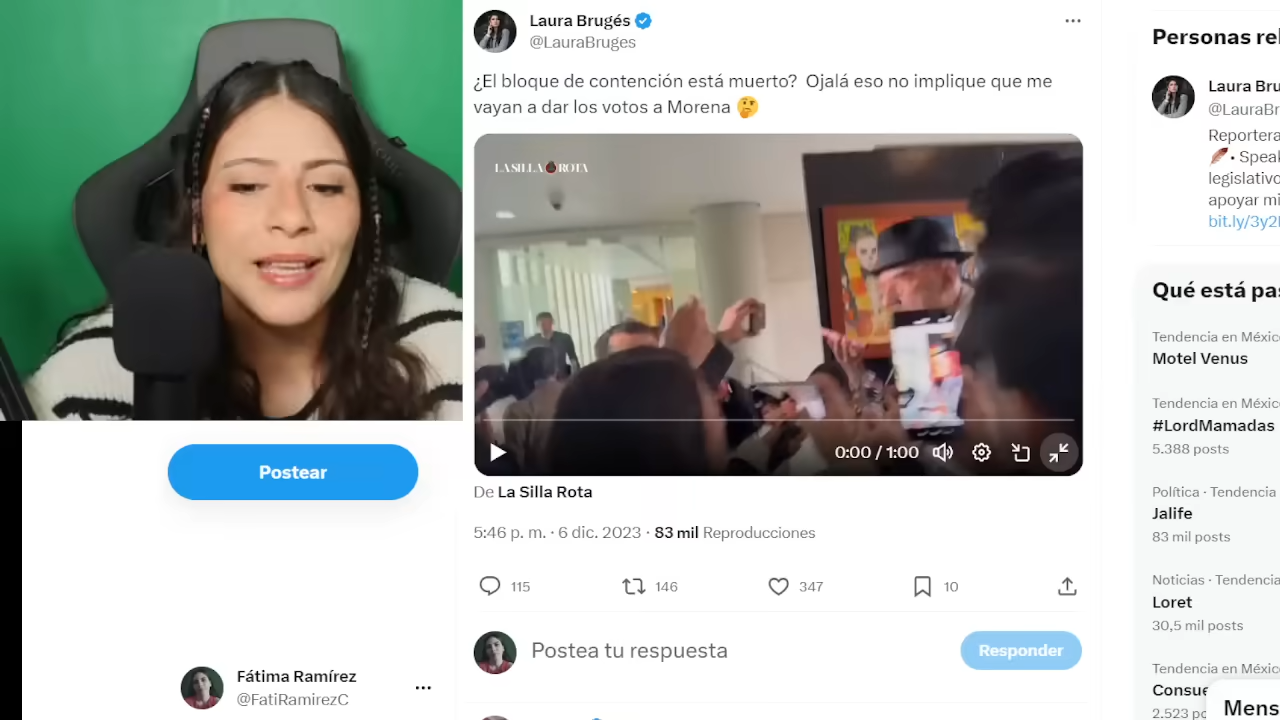 Laura Brugés
@LauraBruges
¿El bloque de contención está muerto? Ojalá eso no implique que me
vayan a dar los votos a Morena 🤔
LA SILLA ROTA
0:00 / 1:00
De La Silla Rota
5:46 p. m. · 6 dic. 2023 · 83 mil Reproducciones
115
146
347
10
Postea tu respuesta
Responder
Postear
Fátima Ramírez
@FatiRamirezC
Personas rel
Laura Bru
@LauraBr
Reportera
🪶• Speak
legislativo
apoyar mi
bit.ly/3y2
Qué está pas
Tendencia en México
Motel Venus
Tendencia en México
#LordMamadas
5.388 posts
Política · Tendencia
Jalife
83 mil posts
Noticias · Tendencia
Loret
30,5 mil posts
Tendencia en México
Consue
2.523 po
Mens